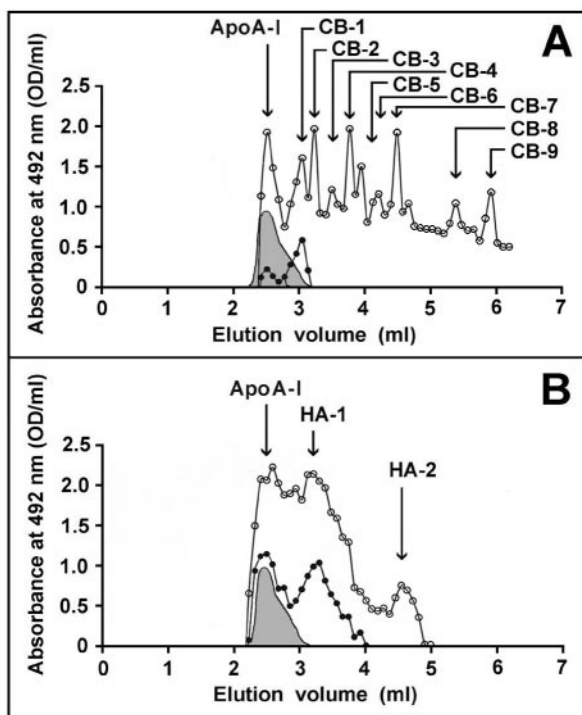 A
ApoA-I
CB-1
CB-2
CB-3
CB-4
CB-5
CB-6
CB-7
CB-8
CB-9
Absorbance at 492 nm (OD/ml)
2.5
2.0
1.5
1.0
0.5
0
0 1 2 3 4 5 6 7
Elution volume (ml)
B
ApoA-I
HA-1
HA-2
Absorbance at 492 nm (OD/ml)
2.5
2.0
1.5
1.0
0.5
0
0 1 2 3 4 5 6 7
Elution volume (ml)